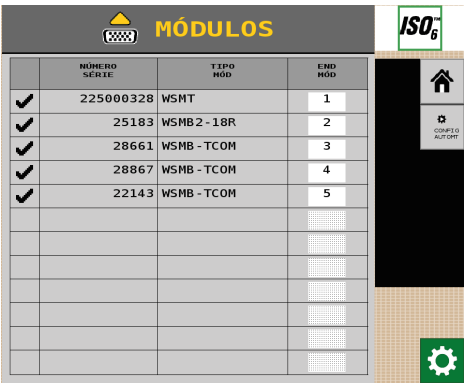 MÓDULOS
ISO6™
NÚMERO SÉRIE TIPO MÓD END MÓD
225000328 WSMT 1
25183 WSMB2-18R 2
28661 WSMB-TCOM 3
28867 WSMB-TCOM 4
22143 WSMB-TCOM 5
CONFIG
AUTOMT